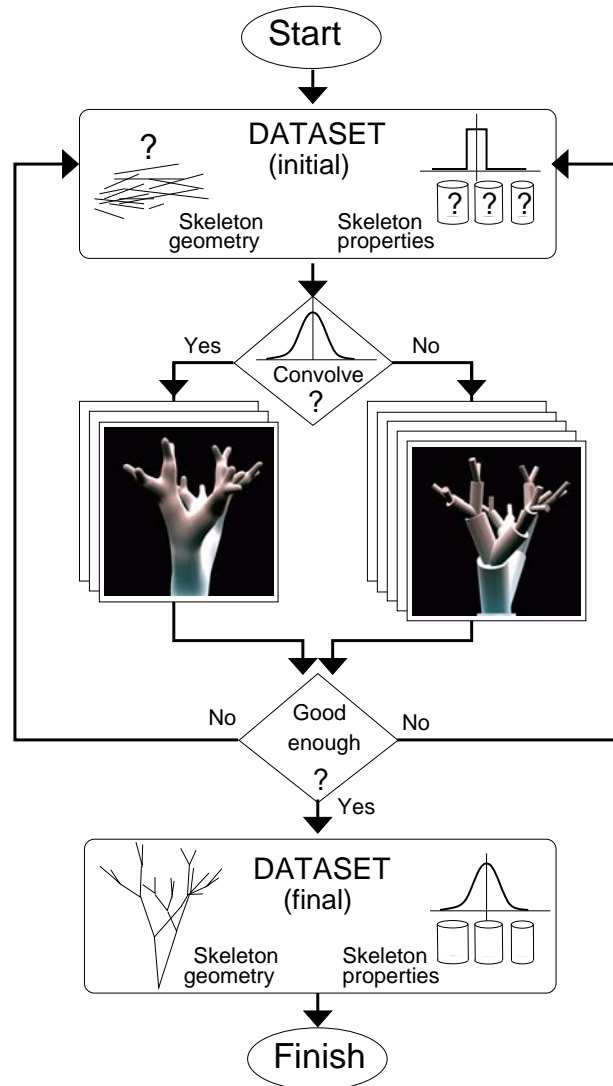 Start
DATASET
(initial)
?
? ? ?
Skeleton
geometry
Skeleton
properties
Yes
No
Convolve
?
No
Good
enough
?
No
Yes
DATASET
(final)
Skeleton
geometry
Skeleton
properties
Finish